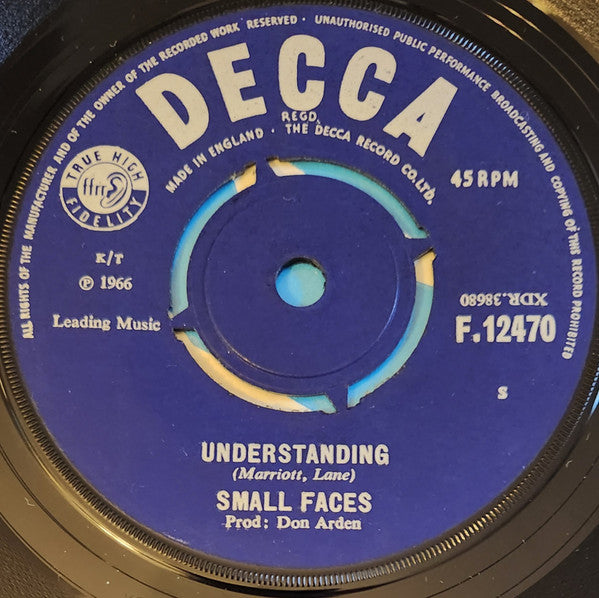 ALL RIGHTS OF THE MANUFACTURER AND OF THE OWNER OF THE RECORDED WORK RESERVED · UNAUTHORISED PUBLIC PERFORMANCE BROADCASTING AND COPYING OF THIS RECORD PROHIBITED
DECCA
REGD.
MADE IN ENGLAND · THE DECCA RECORD CO. LTD.
TRUE HIGH
ffrr
FIDELITY
45 RPM
K/T
℗ 1966
Leading Music
XDR.38680
F.12470
S
UNDERSTANDING
(Marriott, Lane)
SMALL FACES
Prod: Don Arden